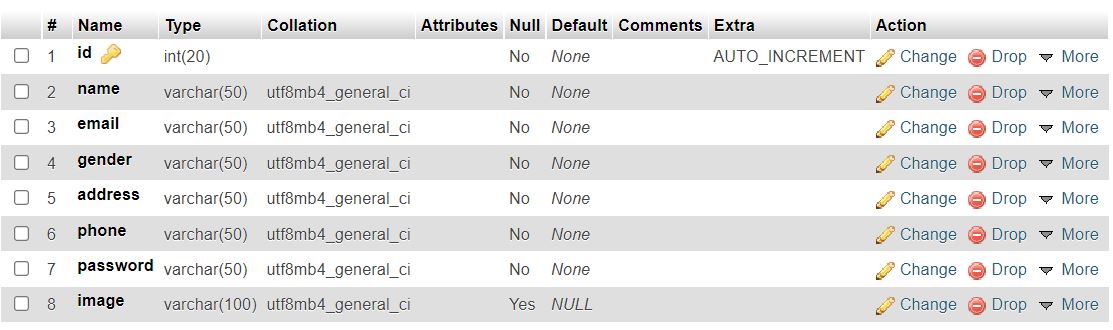 # Name Type Collation Attributes Null Default Comments Extra Action
1 id int(20) No None AUTO_INCREMENT Change Drop More
2 name varchar(50) utf8mb4_general_ci No None Change Drop More
3 email varchar(50) utf8mb4_general_ci No None Change Drop More
4 gender varchar(50) utf8mb4_general_ci No None Change Drop More
5 address varchar(50) utf8mb4_general_ci No None Change Drop More
6 phone varchar(50) utf8mb4_general_ci No None Change Drop More
7 password varchar(50) utf8mb4_general_ci No None Change Drop More
8 image varchar(100) utf8mb4_general_ci Yes NULL Change Drop More